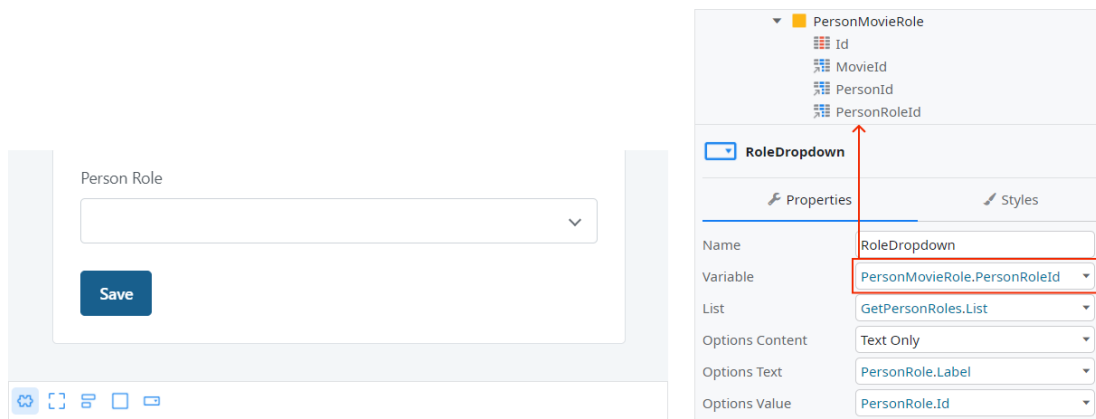 Person Role
Save
PersonMovieRole
Id
MovieId
PersonId
PersonRoleId
RoleDropdown
Properties
Styles
Name RoleDropdown
Variable PersonMovieRole.PersonRoleId
List GetPersonRoles.List
Options Content Text Only
Options Text PersonRole.Label
Options Value PersonRole.Id